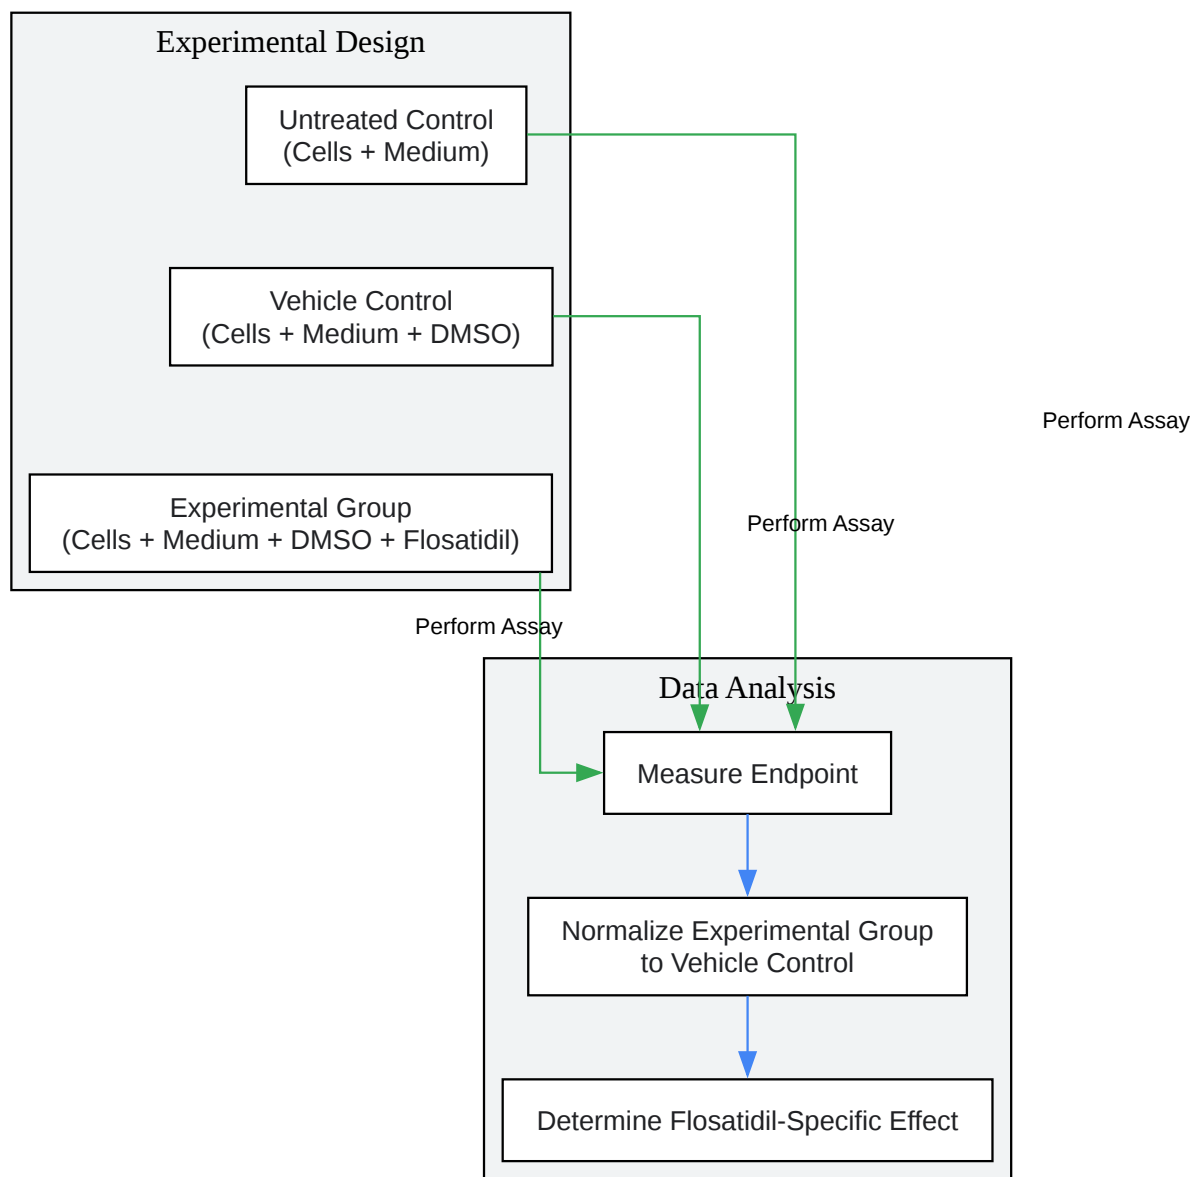 Experimental Design
Untreated Control
(Cells + Medium)
Vehicle Control
(Cells + Medium + DMSO)
Perform Assay
Experimental Group
(Cells + Medium + DMSO + Flosatidil)
Perform Assay
Perform Assay
Data Analysis
Measure Endpoint
Normalize Experimental Group
to Vehicle Control
Determine Flosatidil-Specific Effect